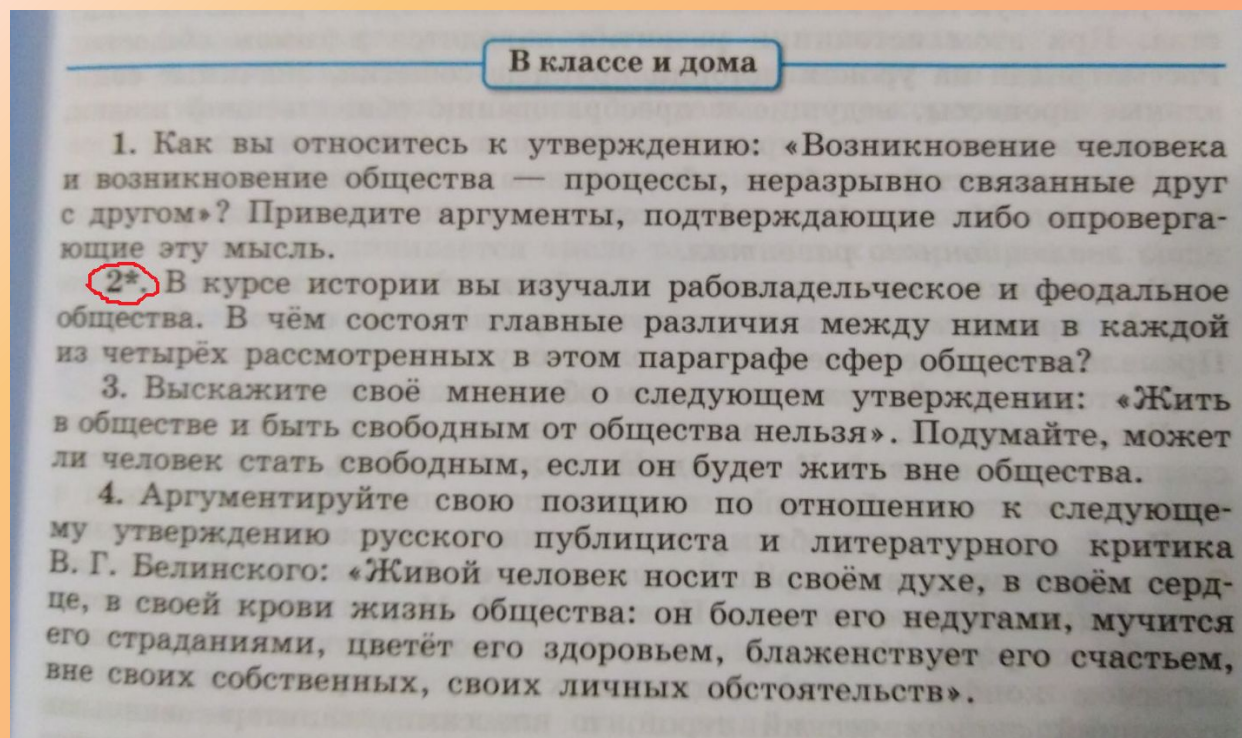 В классе и дома
1. Как вы относитесь к утверждению: «Возникновение человека
и возникновение общества — процессы, неразрывно связанные друг
с другом»? Приведите аргументы, подтверждающие либо опроверга-
ющие эту мысль.
2*. В курсе истории вы изучали рабовладельческое и феодальное
общества. В чём состоят главные различия между ними в каждой
из четырёх рассмотренных в этом параграфе сфер общества?
3. Выскажите своё мнение о следующем утверждении: «Жить
в обществе и быть свободным от общества нельзя». Подумайте, может
ли человек стать свободным, если он будет жить вне общества.
4. Аргументируйте свою позицию по отношению к следующе-
му утверждению русского публициста и литературного критика
В. Г. Белинского: «Живой человек носит в своём духе, в своём серд-
це, в своей крови жизнь общества: он болеет его недугами, мучится
его страданиями, цветёт его здоровьем, блаженствует его счастьем,
вне своих собственных, своих личных обстоятельств».